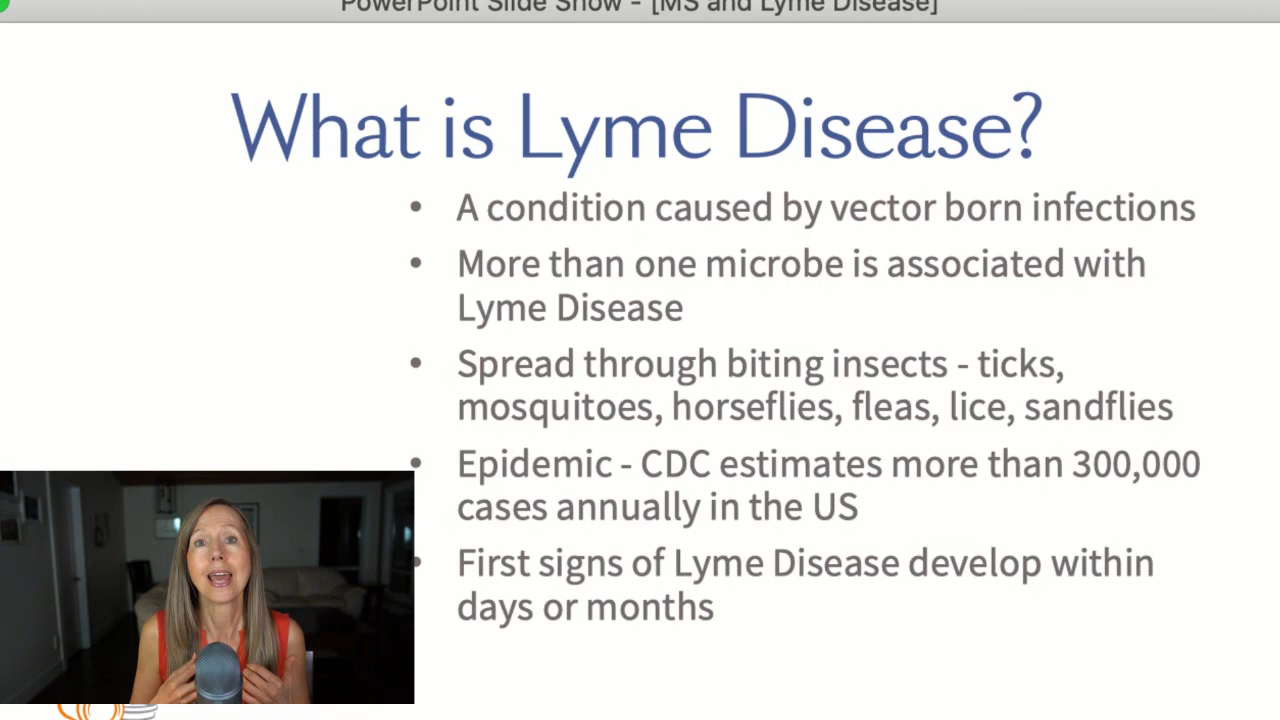 PowerPoint Slide Show - [MS and Lyme Disease]
What is Lyme Disease?
• A condition caused by vector born infections
• More than one microbe is associated with
Lyme Disease
• Spread through biting insects - ticks,
mosquitoes, horseflies, fleas, lice, sandflies
• Epidemic - CDC estimates more than 300,000
cases annually in the US
• First signs of Lyme Disease develop within
days or months